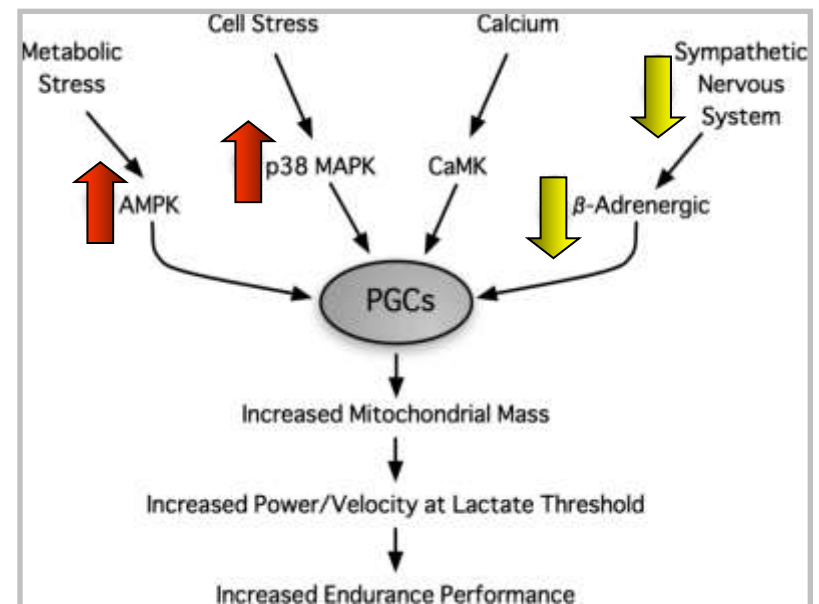 Cell Stress
Calcium
Metabolic
Stress
Sympathetic
Nervous
System
p38 MAPK
CaMK
AMPK
β-Adrenergic
PGCs
Increased Mitochondrial Mass
Increased Power/Velocity at Lactate Threshold
Increased Endurance Performance